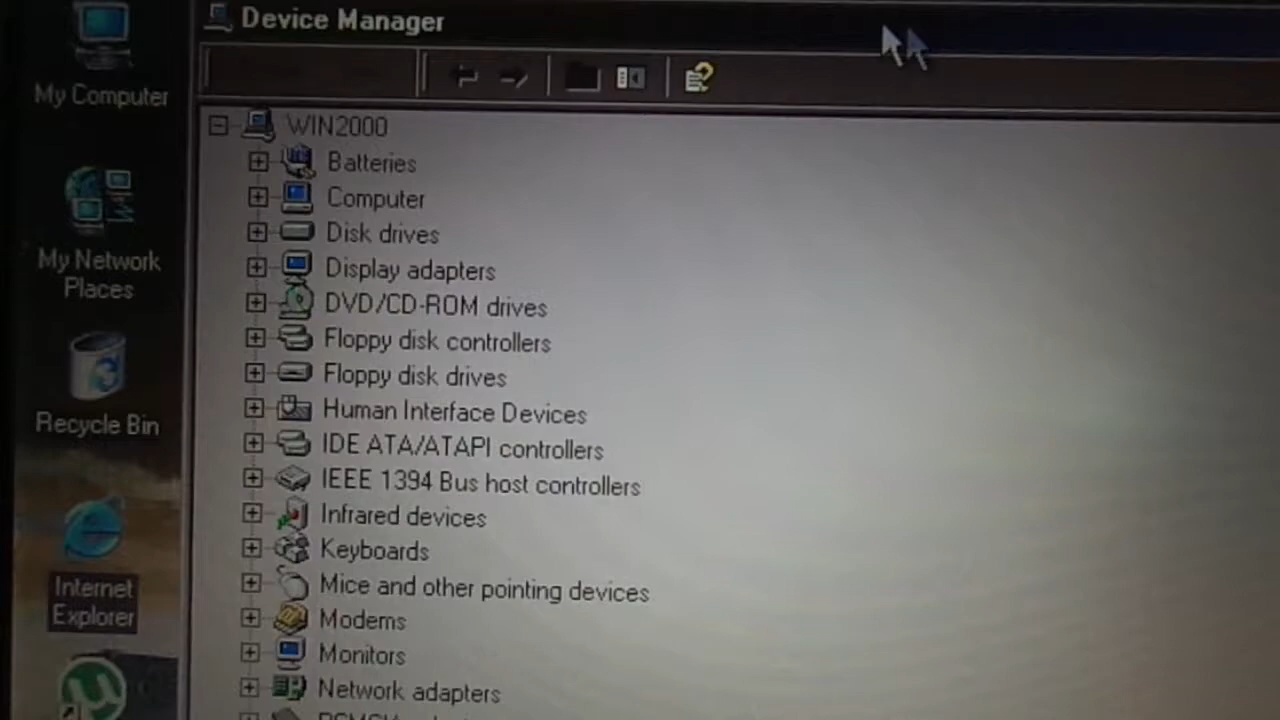 Device Manager
My Computer
WIN2000
Batteries
Computer
Disk drives
Display adapters
DVD/CD-ROM drives
Floppy disk controllers
Floppy disk drives
Human Interface Devices
IDE ATA/ATAPI controllers
IEEE 1394 Bus host controllers
Infrared devices
Keyboards
Mice and other pointing devices
Modems
Monitors
Network adapters
My Network
Places
Recycle Bin
Internet
Explorer